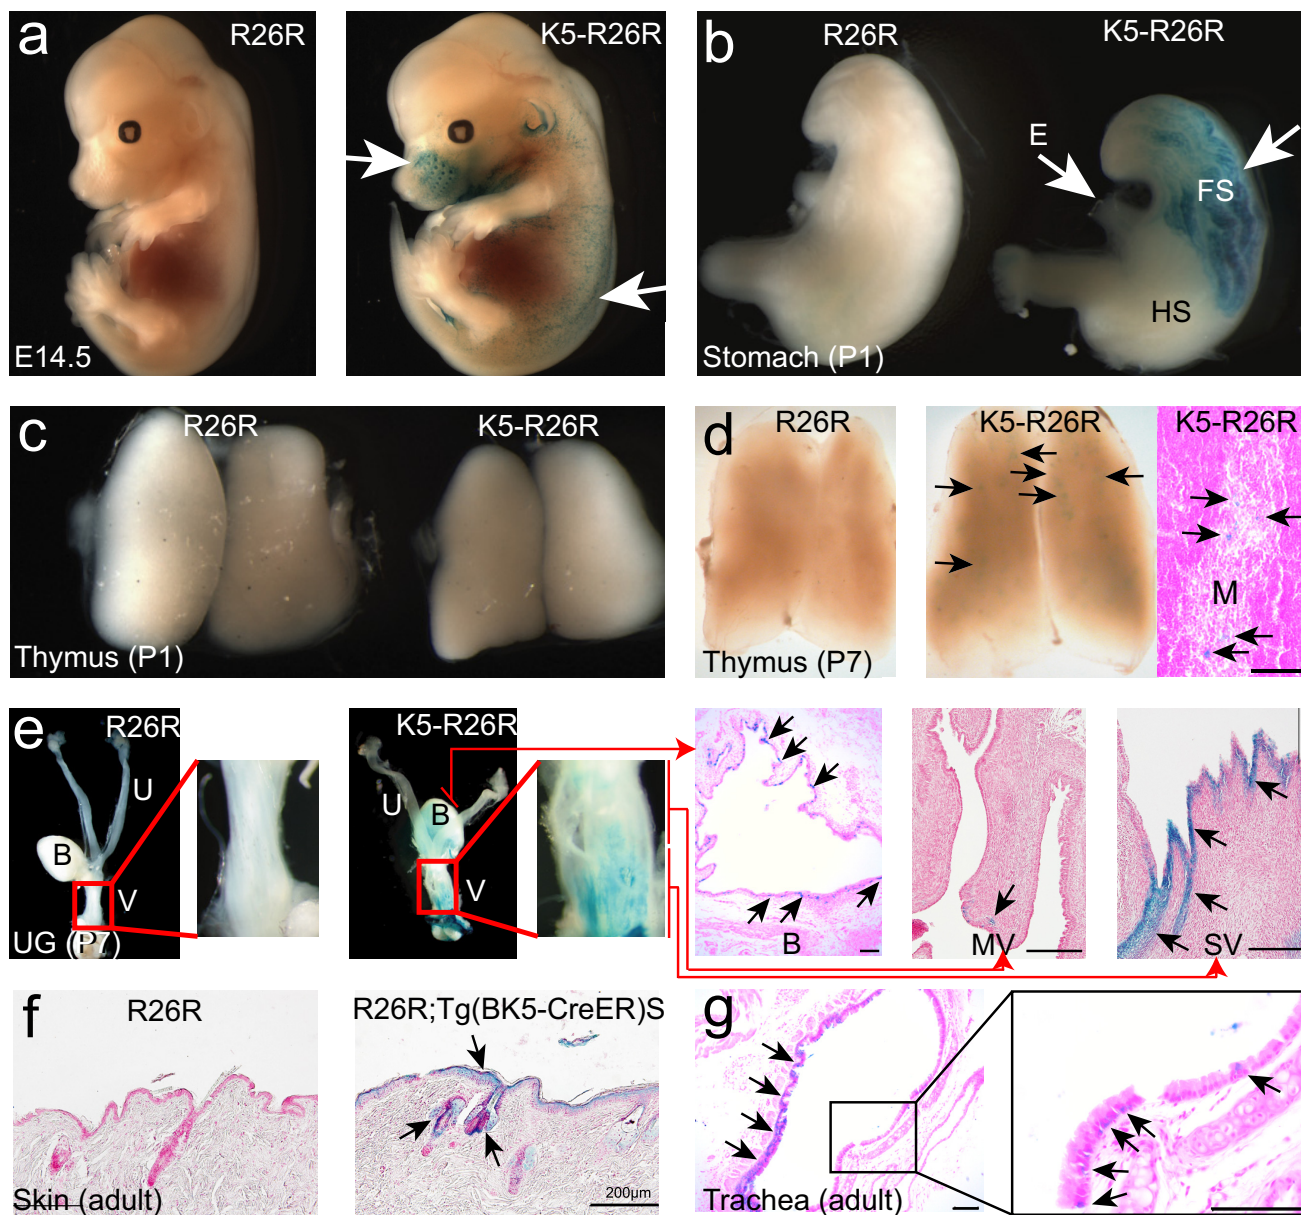 a
R26R
K5-R26R
E14.5
b
R26R
K5-R26R
E
FS
HS
Stomach (P1)
c
R26R
K5-R26R
Thymus (P1)
d
R26R
K5-R26R
K5-R26R
M
Thymus (P7)
e
R26R
U
B
V
UG (P7)
K5-R26R
U
B
V
B
MV
SV
f
R26R
Skin (adult)
R26R;Tg(BK5-CreER)S
200μm
g
Trachea (adult)